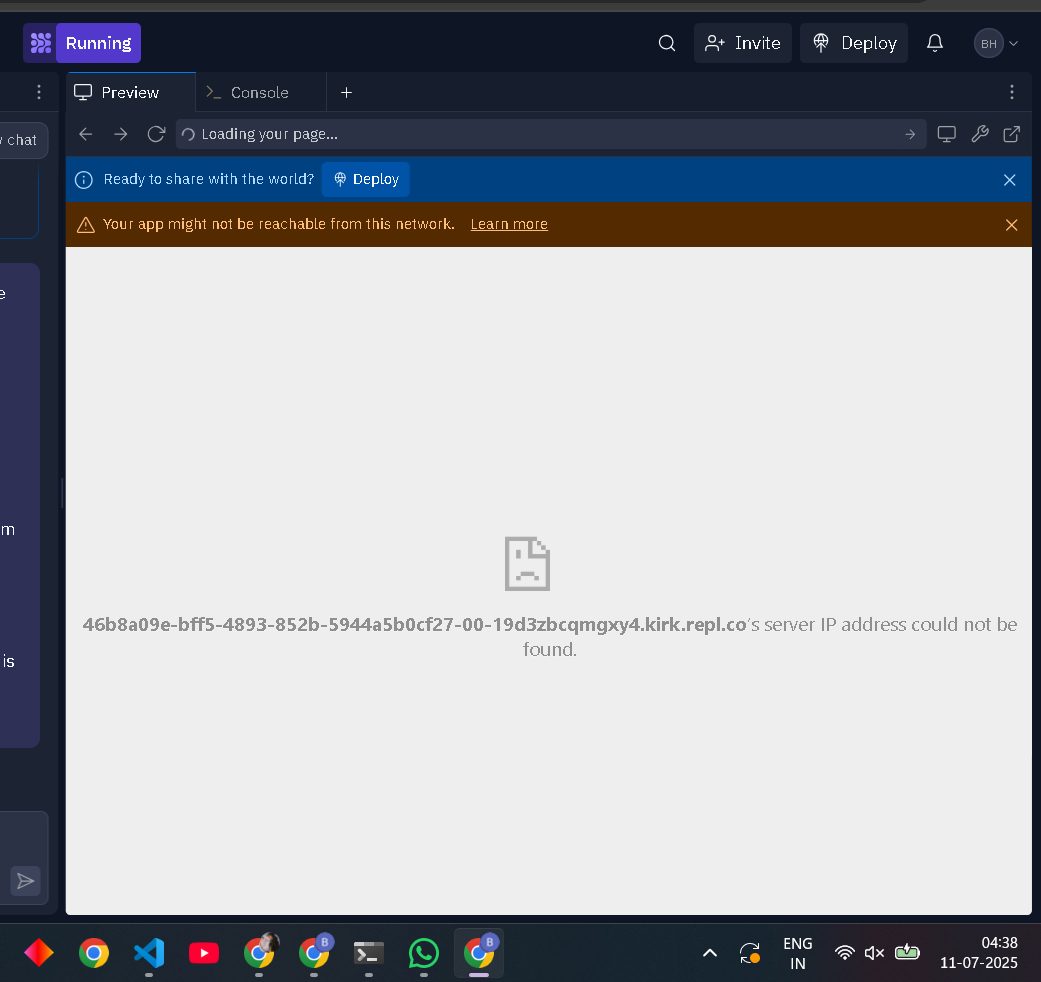 Running
Invite
Deploy
BH
Preview
Console
chat
Loading your page...
Ready to share with the world?
Deploy
Your app might not be reachable from this network. Learn more
e
m
is
46b8a09e-bff5-4893-852b-5944a5b0cf27-00-19d3zbcqmgxy4.kirk.repl.co's server IP address could not be
found.
B
B
ENG
IN
04:38
11-07-2025